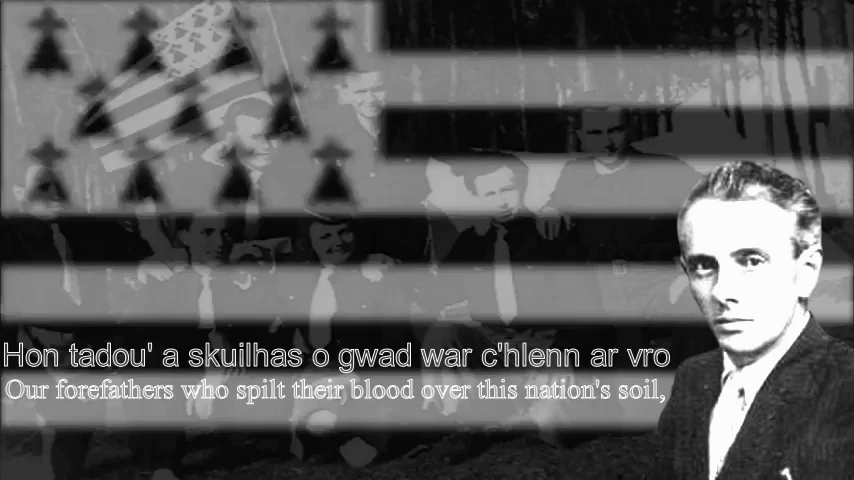 Hon tadou' a skuilhas o gwad war c'hlenn ar vro
Our forefathers who spilt their blood over this nation's soil,